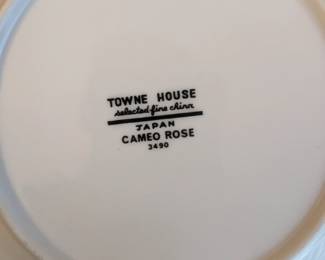 TOWNE HOUSE
selected fine china
JAPAN
CAMEO ROSE
3490